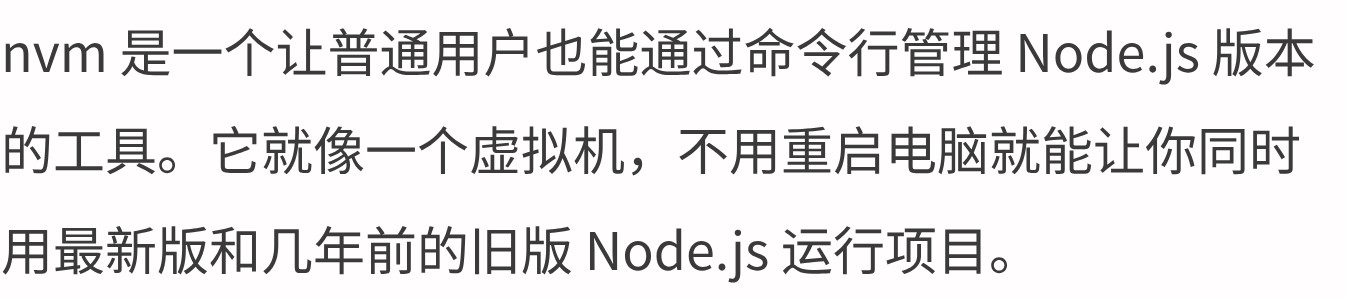 nvm 是一个让普通用户也能通过命令行管理 Node.js 版本
的工具。它就像一个虚拟机，不用重启电脑就能让你同时
用最新版和几年前的旧版 Node.js 运行项目。